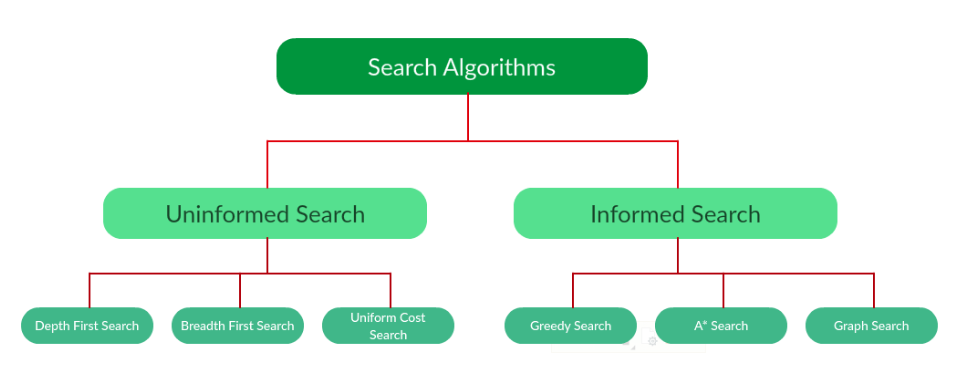 Search Algorithms
Uninformed Search
Informed Search
Depth First Search
Breadth First Search
Uniform Cost
Search
Greedy Search
A* Search
Graph Search